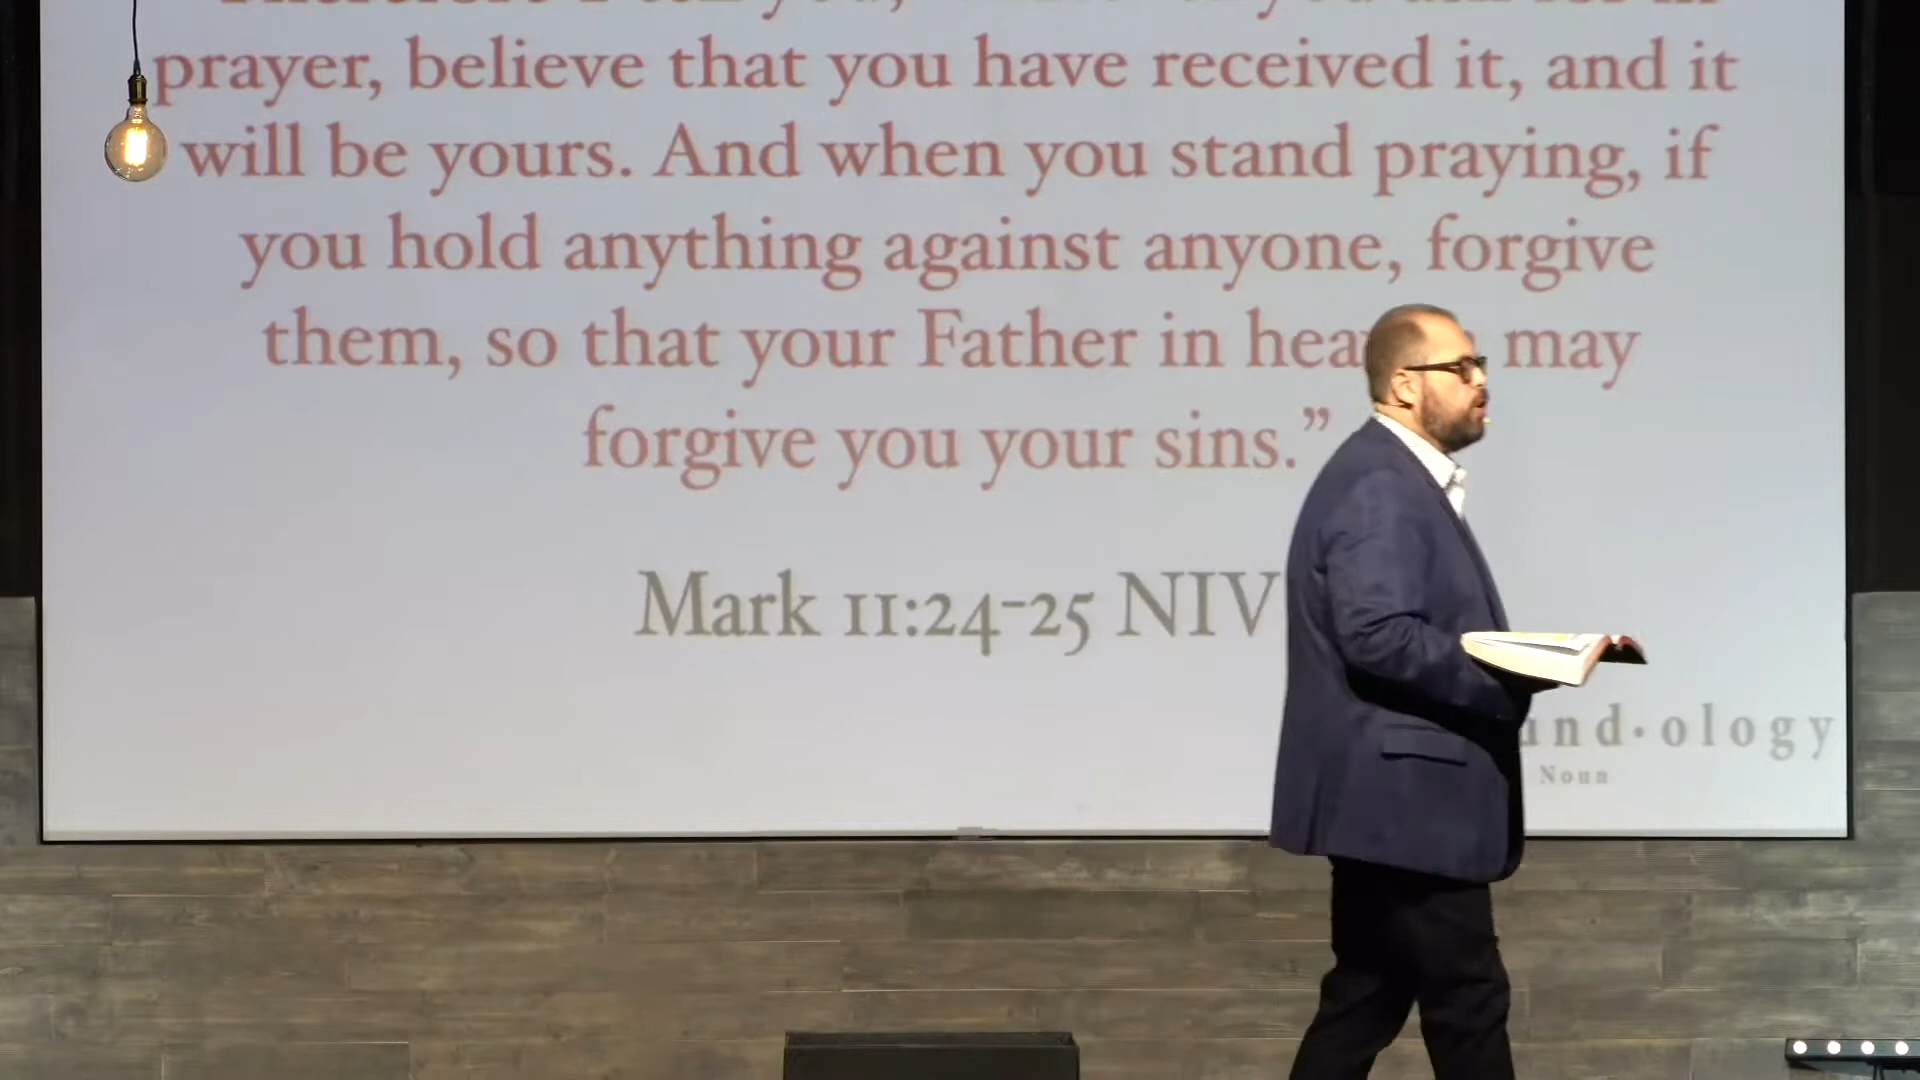 prayer, believe that you have received it, and it
will be yours. And when you stand praying, if
you hold anything against anyone, forgive
them, so that your Father in may
forgive you your sins.”
Mark 11:24-25 NIV
ology
Noun